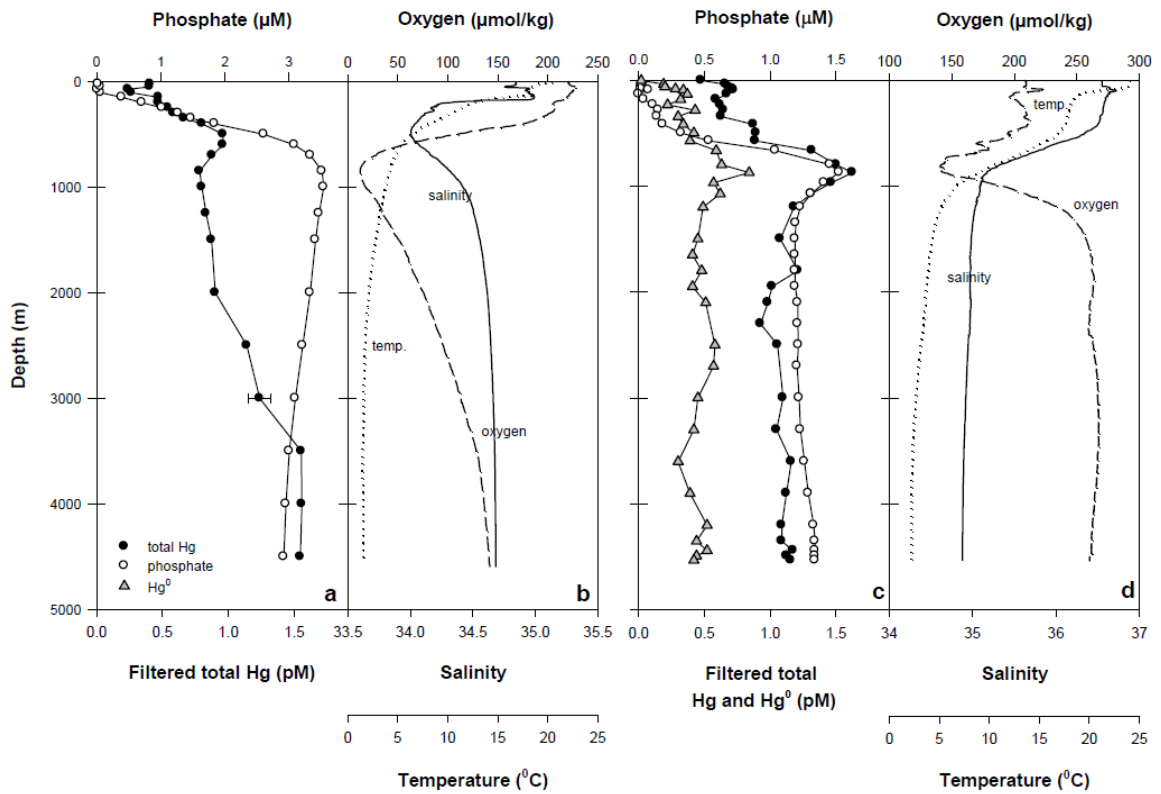 Phosphate (µM)
Oxygen (µmol/kg)
Phosphate (µM)
Oxygen (µmol/kg)
0 1 2 3
0 50 100 150 200 250
0.0 0.5 1.0 1.5
100 150 200 250 300
0
1000
2000
3000
4000
5000
Depth (m)
temp.
salinity
oxygen
salinity
temp.
oxygen
total Hg
phosphate
Hg⁰
a
b
c
d
0.0 1.0 1.5
33.5 34.0 34.5 35.0 35.5
0.0 0.5 1.0 1.5
34 35 36 37
Filtered total Hg (pM)
Salinity
Filtered total
Hg and Hg⁰ (pM)
Salinity
0 5 10 15 20 25
0 5 10 15 20 25
Temperature (⁰C)
Temperature (⁰C)